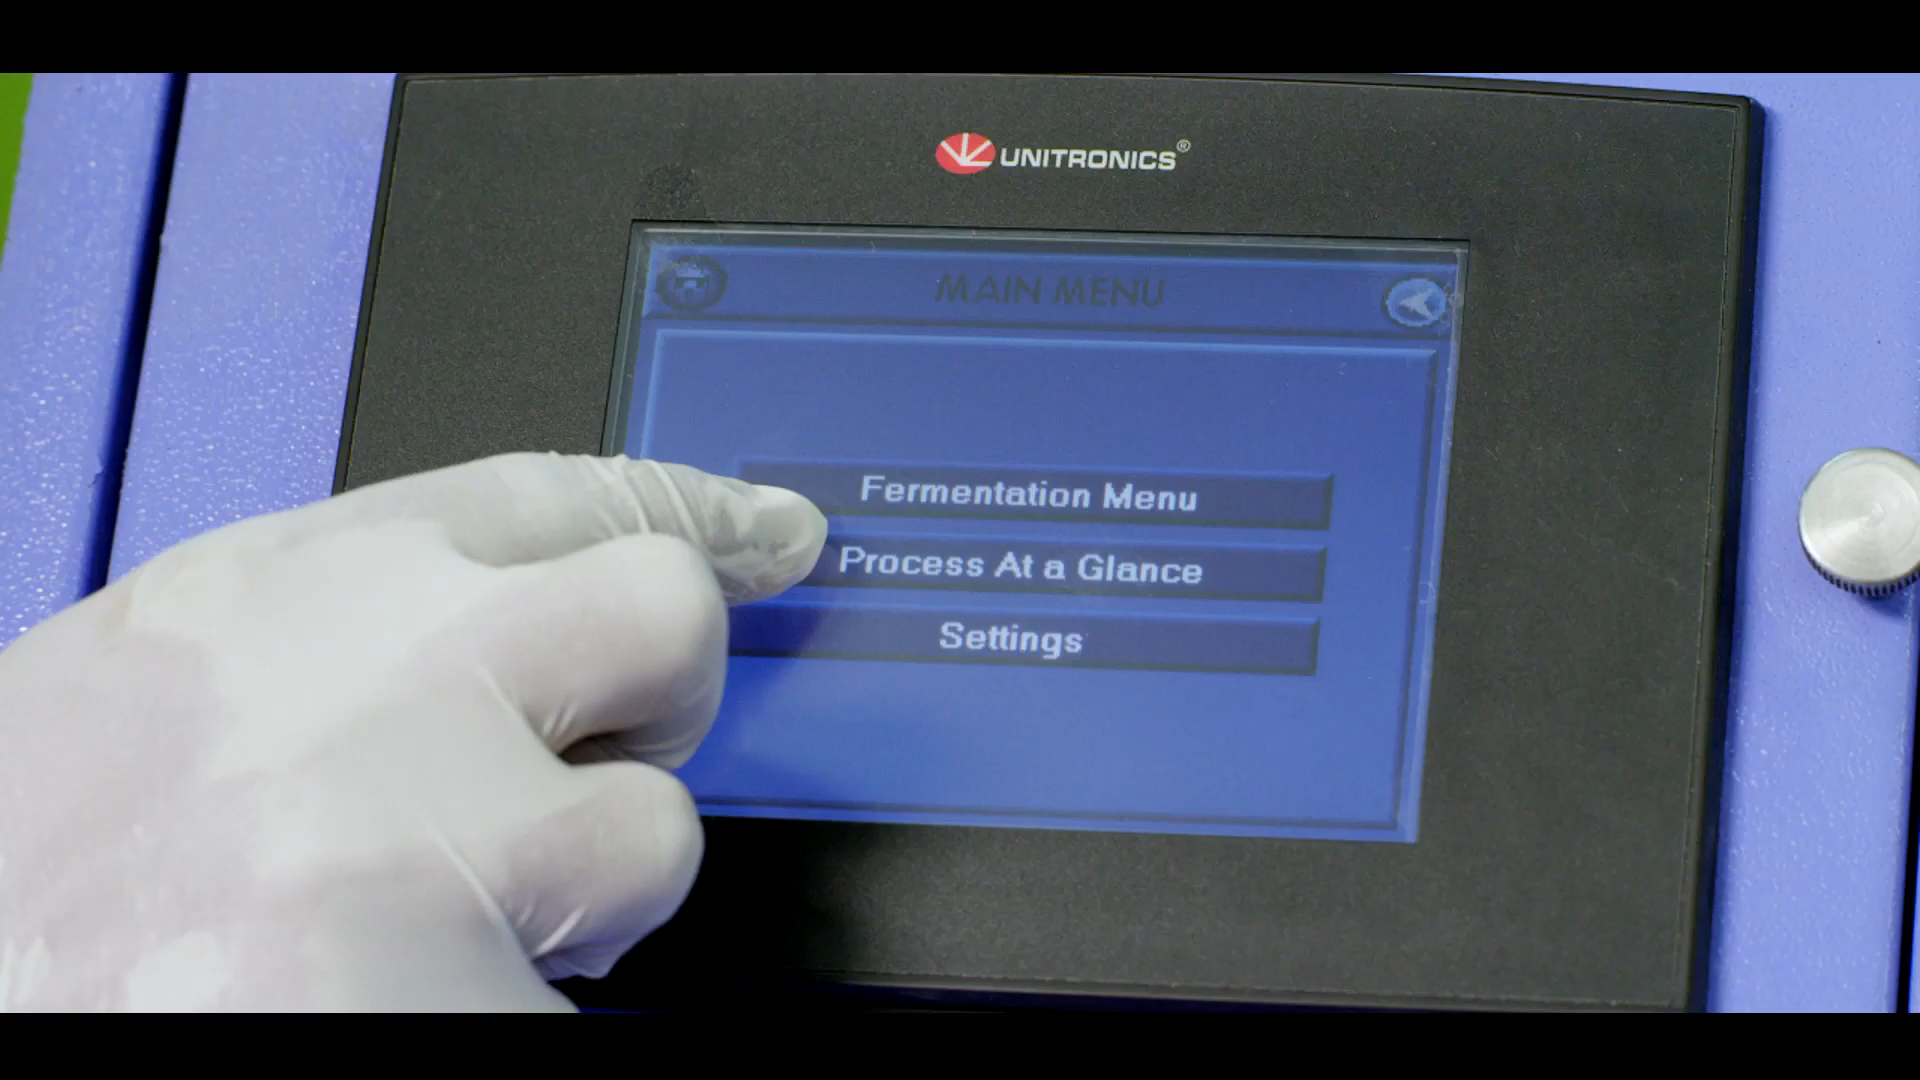 UNITRONICS®
MAIN MENU
Fermentation Menu
Process At a Glance
Settings